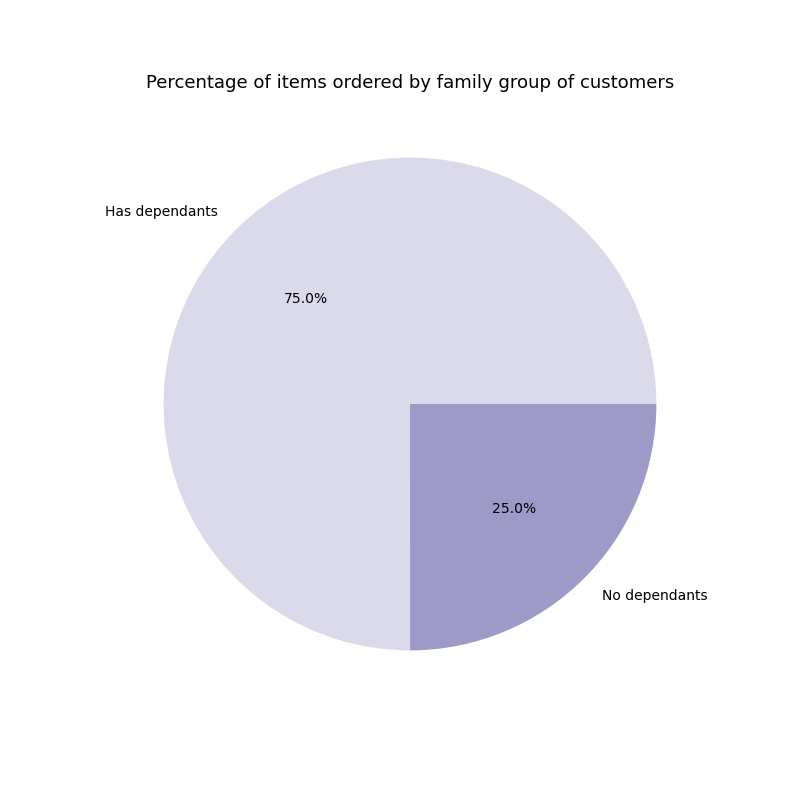 Percentage of items ordered by family group of customers
Has dependants
75.0%
25.0%
No dependants